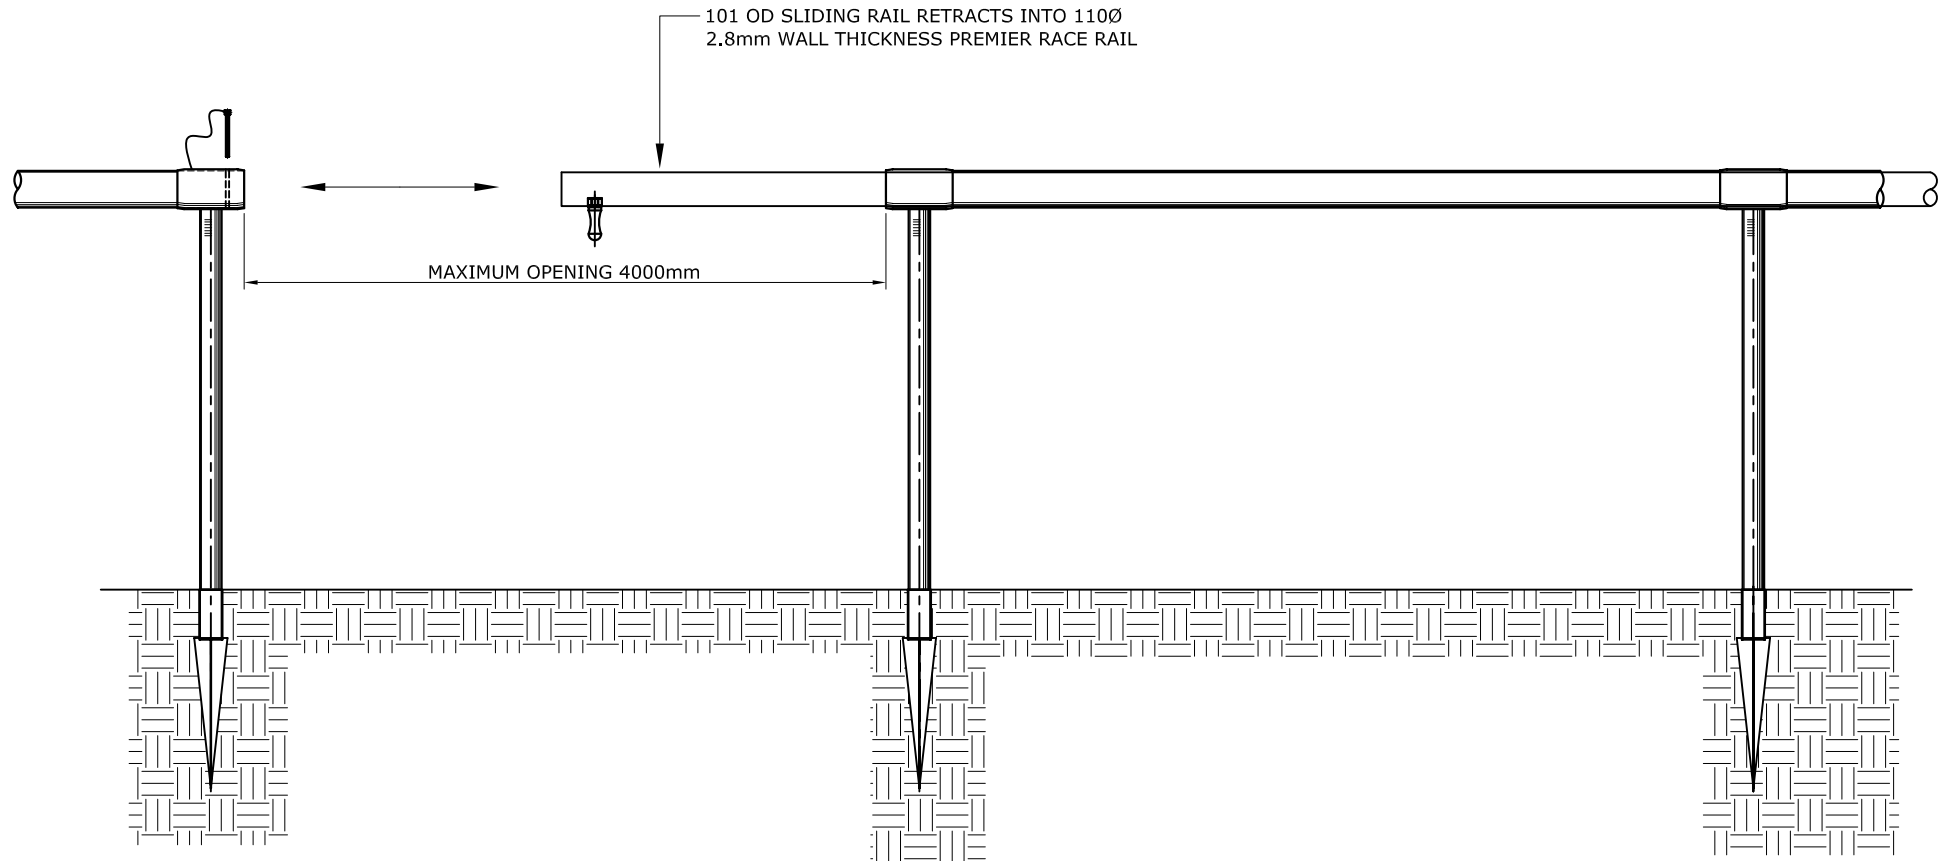 101 OD SLIDING RAIL RETRACTS INTO 110Ø
2.8mm WALL THICKNESS PREMIER RACE RAIL
MAXIMUM OPENING 4000mm